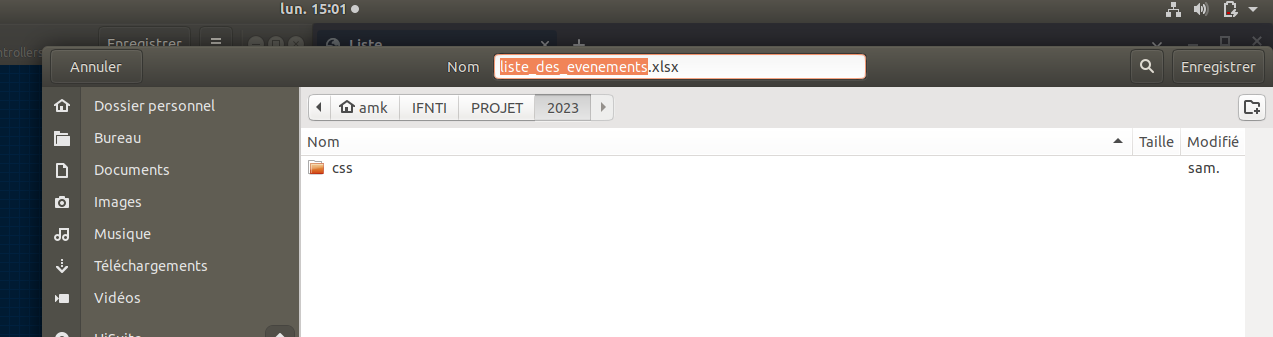 lun. 15:01
Enregistrer
Liste
ntrollers
Annuler
Nom liste_des_evenements.xlsx
Enregistrer
Dossier personnel
amk IFNTI PROJET 2023
Bureau
Nom Taille Modifié
Documents
css sam.
Images
Musique
Téléchargements
Vidéos